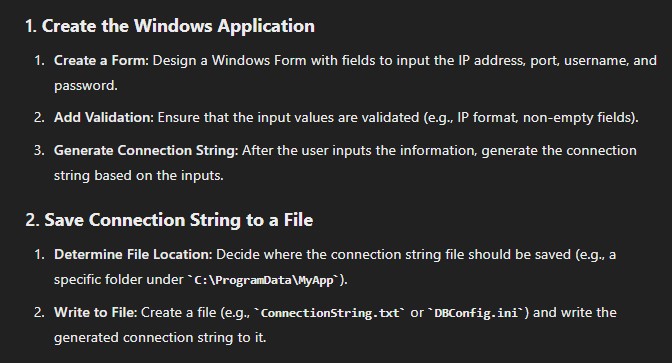 1. Create the Windows Application
1. Create a Form: Design a Windows Form with fields to input the IP address, port, username, and
password.
2. Add Validation: Ensure that the input values are validated (e.g., IP format, non-empty fields).
3. Generate Connection String: After the user inputs the information, generate the connection
string based on the inputs.
2. Save Connection String to a File
1. Determine File Location: Decide where the connection string file should be saved (e.g., a
specific folder under `C:\ProgramData\MyApp`).
2. Write to File: Create a file (e.g., `ConnectionString.txt` or `DBConfig.ini`) and write the
generated connection string to it.